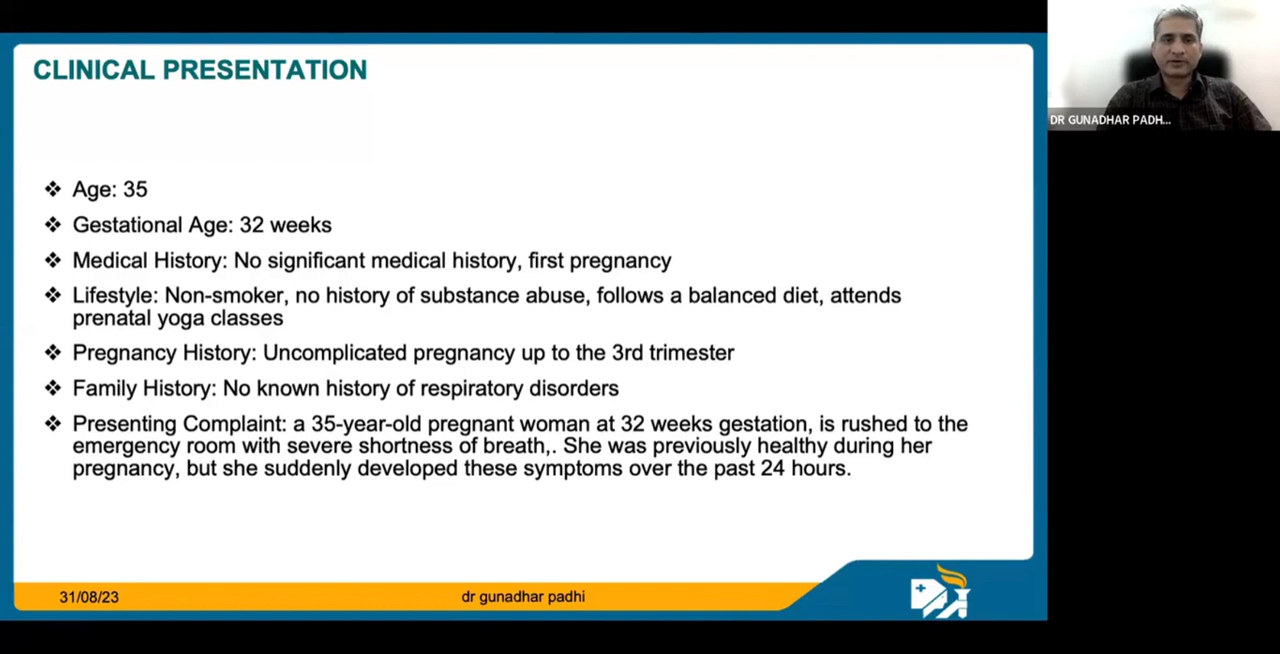 CLINICAL PRESENTATION
❖ Age: 35
❖ Gestational Age: 32 weeks
❖ Medical History: No significant medical history, first pregnancy
❖ Lifestyle: Non-smoker, no history of substance abuse, follows a balanced diet, attends
prenatal yoga classes
❖ Pregnancy History: Uncomplicated pregnancy up to the 3rd trimester
❖ Family History: No known history of respiratory disorders
❖ Presenting Complaint: a 35-year-old pregnant woman at 32 weeks gestation, is rushed to the
emergency room with severe shortness of breath,. She was previously healthy during her
pregnancy, but she suddenly developed these symptoms over the past 24 hours.
31/08/23
dr gunadhar padhi
DR GUNADHAR PADH...